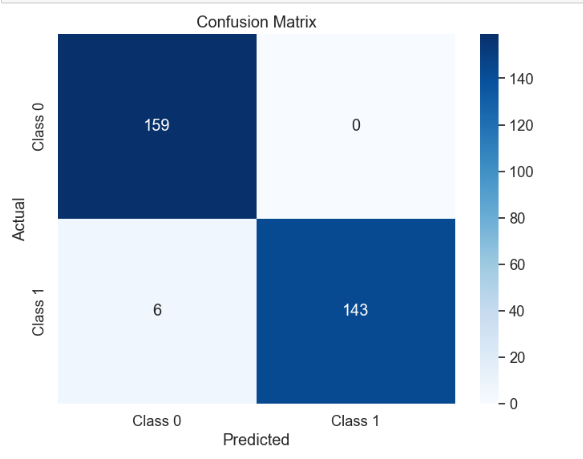 Confusion Matrix
Class 0
159
0
Class 1
6
143
Actual
Class 0
Class 1
Predicted
140
120
100
80
60
40
20
0